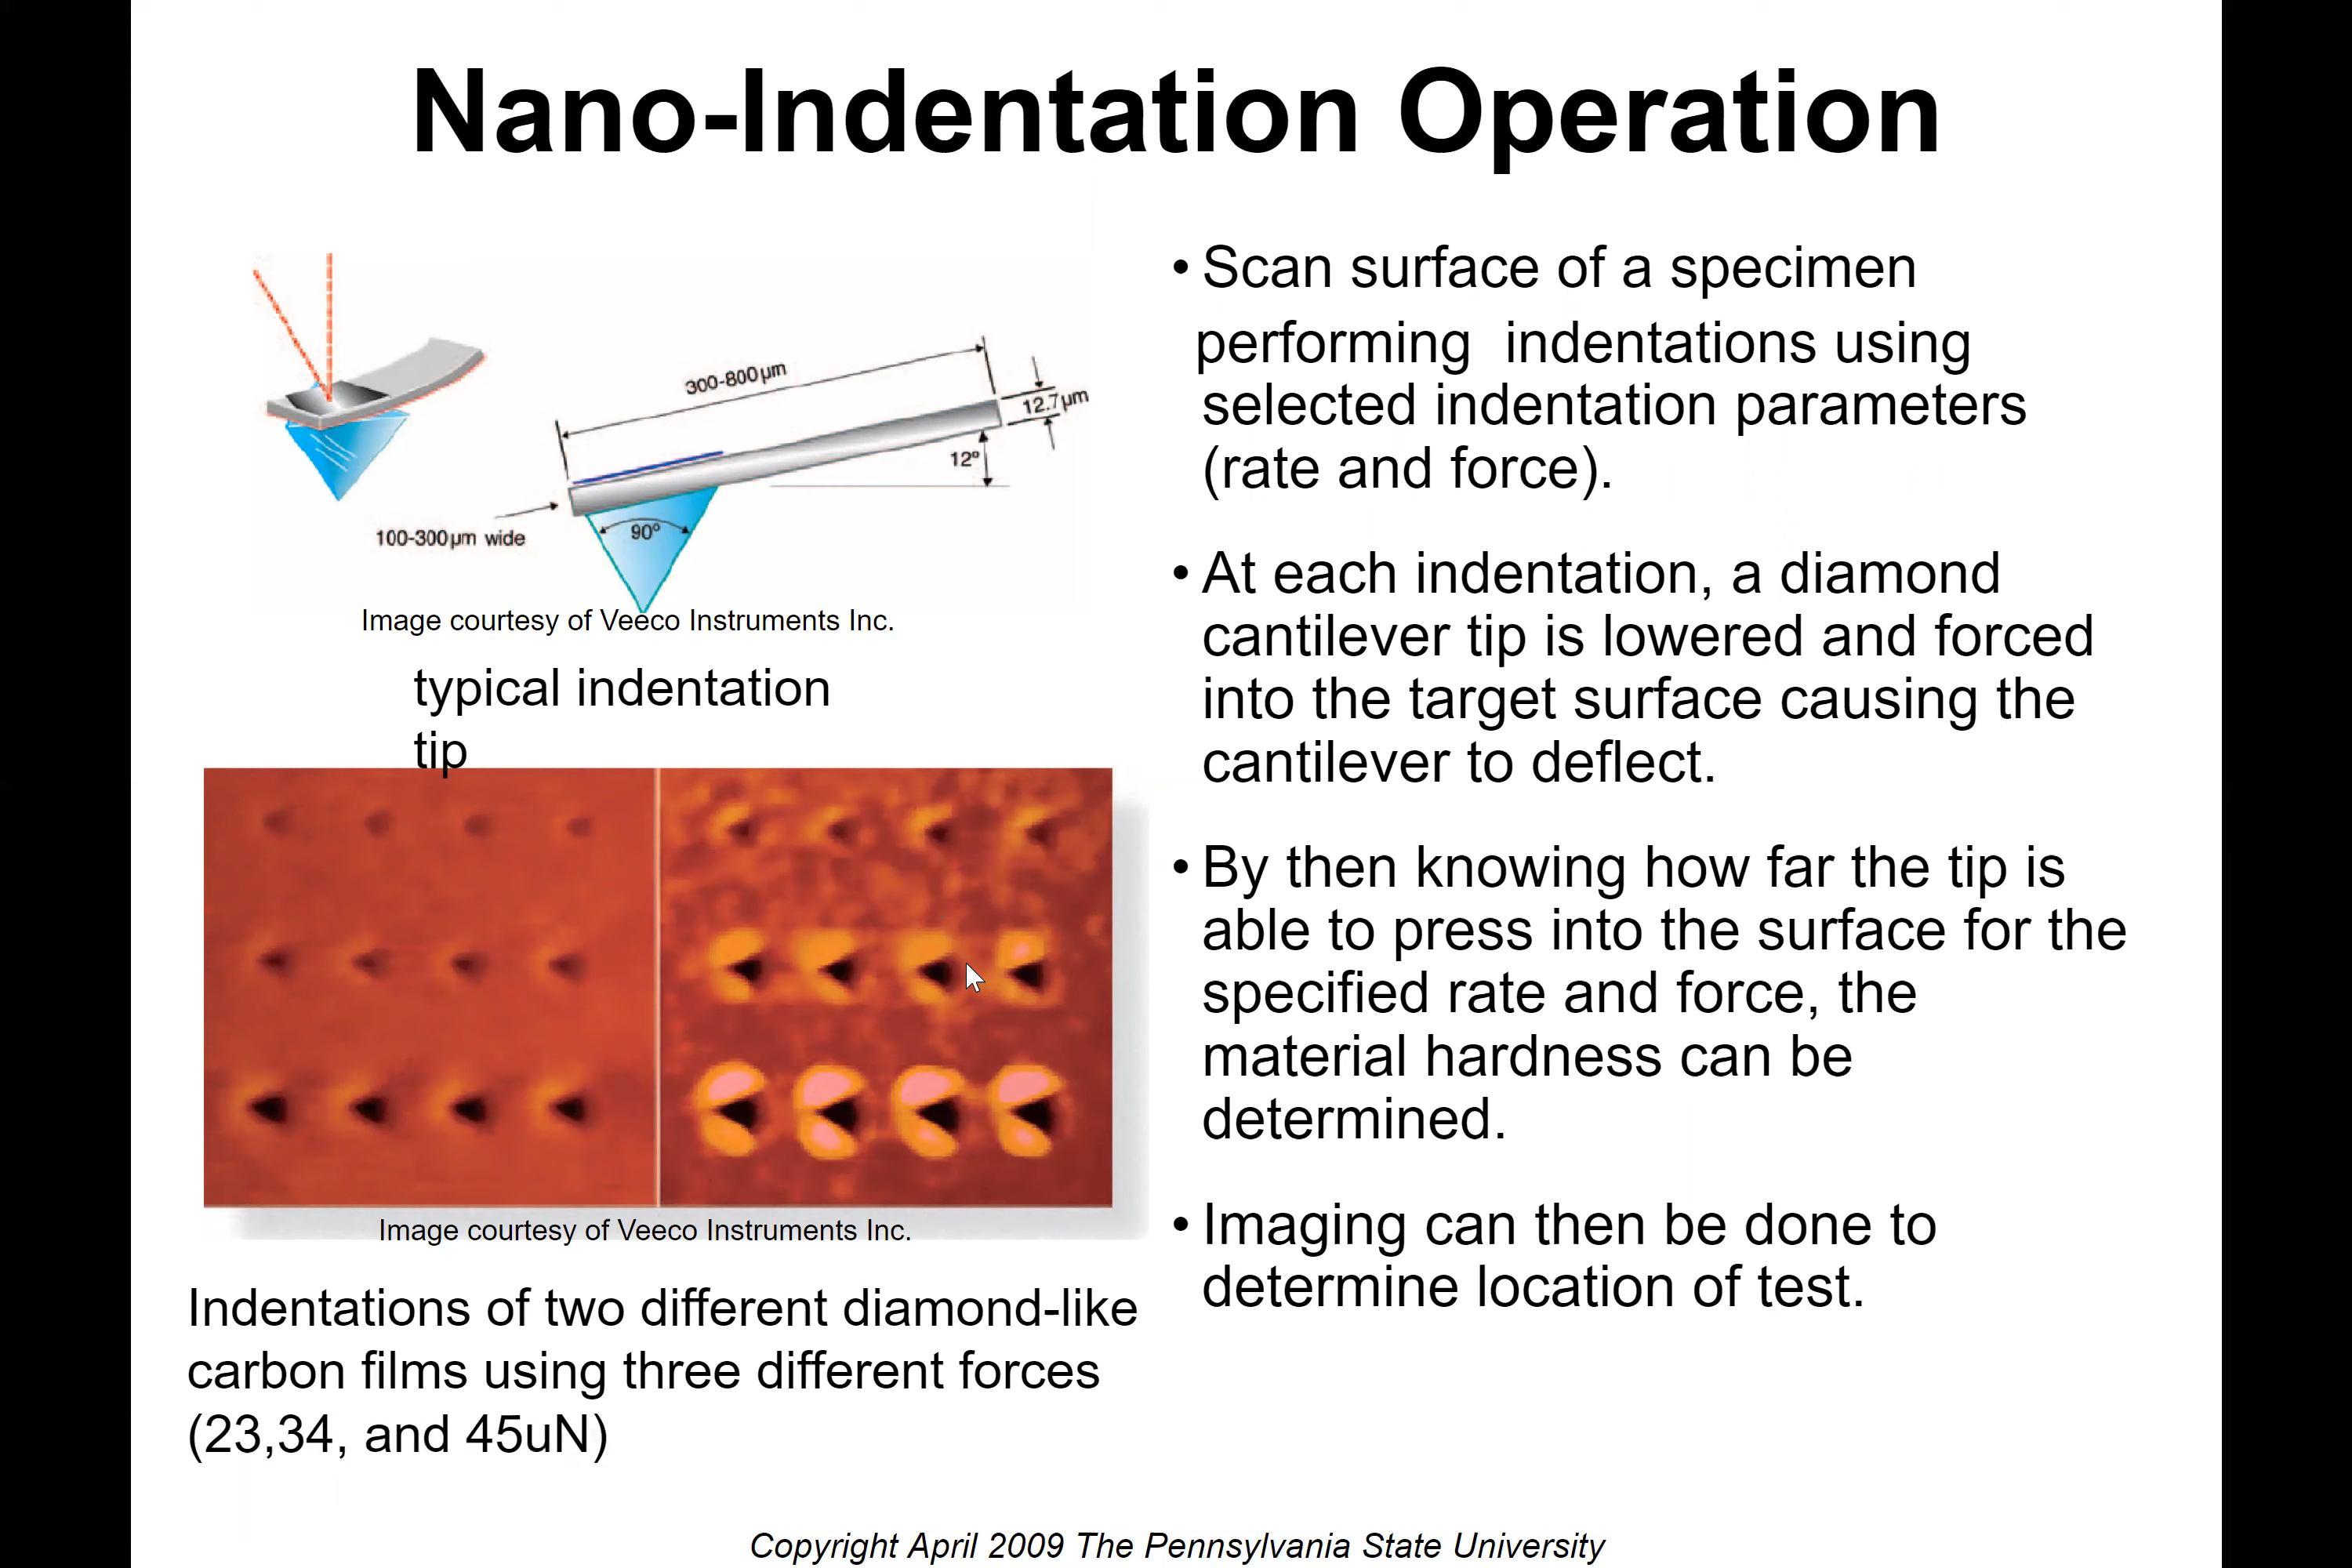 Nano-Indentation Operation
300-800µm
12.7µm
12º
100-300µm wide
90º
Image courtesy of Veeco Instruments Inc.
typical indentation
tip
Image courtesy of Veeco Instruments Inc.
Indentations of two different diamond-like
carbon films using three different forces
(23,34, and 45uN)
• Scan surface of a specimen
performing  indentations using
selected indentation parameters
(rate and force).
• At each indentation, a diamond
cantilever tip is lowered and forced
into the target surface causing the
cantilever to deflect.
• By then knowing how far the tip is
able to press into the surface for the
specified rate and force, the
material hardness can be
determined.
• Imaging can then be done to
determine location of test.
Copyright April 2009 The Pennsylvania State University